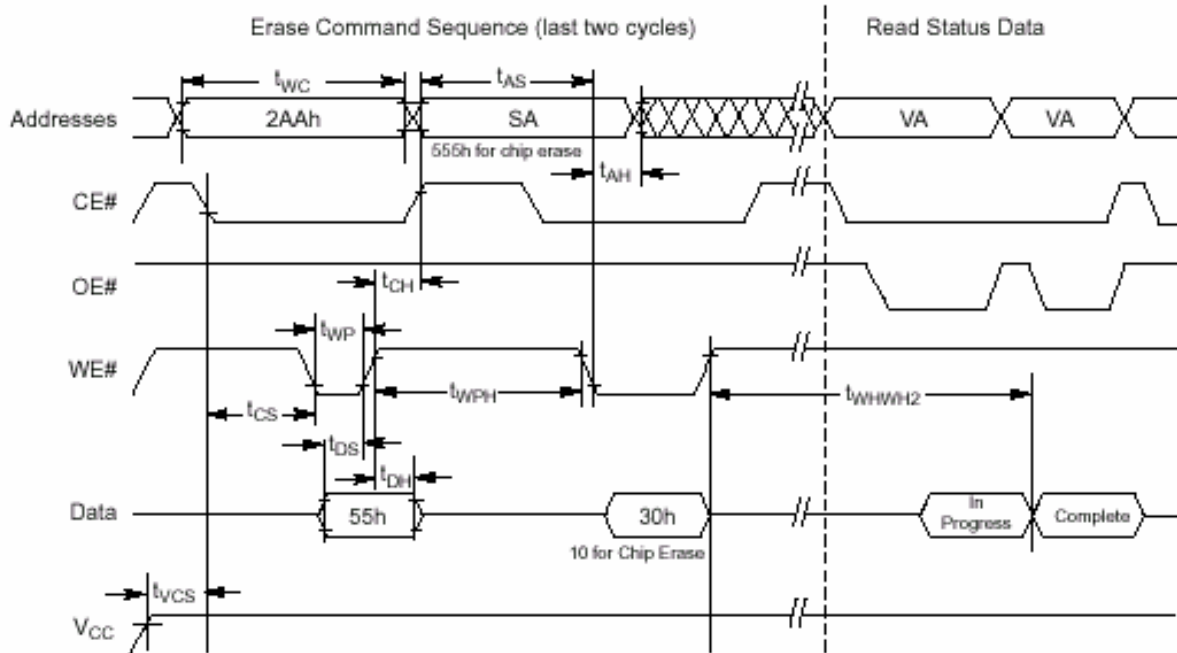 Erase Command Sequence (last two cycles) Read Status Data
tWC tAS
Addresses 2AAh SA VA VA
555h for chip erase
tAH
CE#
OE# tCH
tWP
WE#
tWPH tWHWH2
tCS
tDS
tDH
Data 55h 30h In Progress Complete
10 for Chip Erase
tVCS
VCC